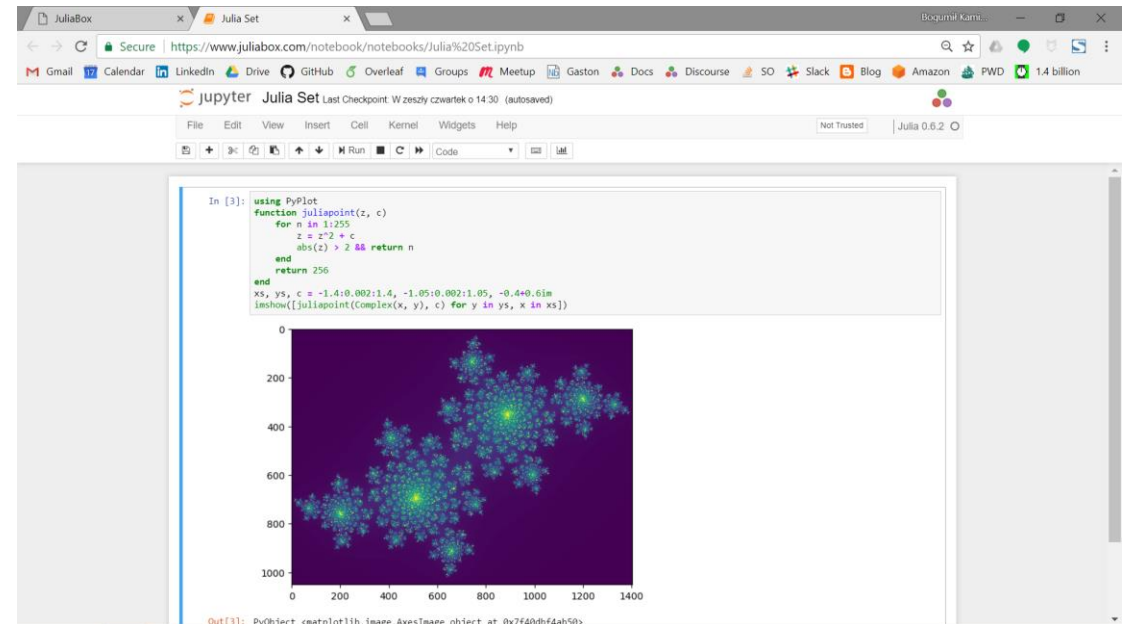 JuliaBox × Julia Set ×
Secure https://www.juliabox.com/notebook/notebooks/Julia%20Set.ipynb
Gmail Calendar LinkedIn Drive GitHub Overleaf Groups Meetup Gaston Docs Discourse SO Slack Blog Amazon PWD 1.4 billion
jupyter Julia Set Last Checkpoint: W zeszły czwartek o 14:30 (autosaved)
File Edit View Insert Cell Kernel Widgets Help Not Trusted Julia 0.6.2
Run Code
In [3]: using PyPlot
function juliapoint(z, c)
for n in 1:255
z = z^2 + c
abs(z) > 2 && return n
end
return 256
end
xs, ys, c = -1.4:0.002:1.4, -1.05:0.002:1.05, -0.4+0.6im
imshow([juliapoint(Complex(x, y), c) for y in ys, x in xs])
0
200
400
600
800
1000
0 200 400 600 800 1000 1200 1400
Out[3]: PyObject <matplotlib.image.AxesImage object at 0x7f40dbf4ab50>